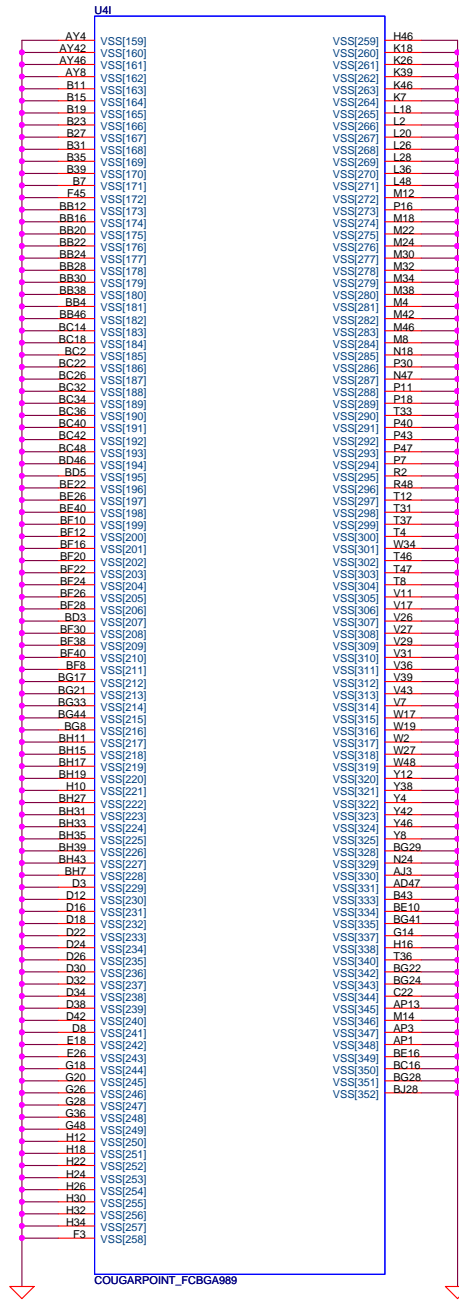 U4I
AY4 VSS[159]
AY42 VSS[160]
AY46 VSS[161]
AY8 VSS[162]
B11 VSS[163]
B15 VSS[164]
B19 VSS[165]
B23 VSS[166]
B27 VSS[167]
B31 VSS[168]
B35 VSS[169]
B39 VSS[170]
B7 VSS[171]
F45 VSS[172]
BB12 VSS[173]
BB16 VSS[174]
BB20 VSS[175]
BB22 VSS[176]
BB24 VSS[177]
BB28 VSS[178]
BB30 VSS[179]
BB38 VSS[180]
BB4 VSS[181]
BB46 VSS[182]
BC14 VSS[183]
BC18 VSS[184]
BC2 VSS[185]
BC22 VSS[186]
BC26 VSS[187]
BC32 VSS[188]
BC34 VSS[189]
BC36 VSS[190]
BC40 VSS[191]
BC42 VSS[192]
BC48 VSS[193]
BD46 VSS[194]
BD5 VSS[195]
BE22 VSS[196]
BE26 VSS[197]
BE40 VSS[198]
BF10 VSS[199]
BF12 VSS[200]
BF16 VSS[201]
BF20 VSS[202]
BF22 VSS[203]
BF24 VSS[204]
BF26 VSS[205]
BF28 VSS[206]
BD3 VSS[207]
BF30 VSS[208]
BF38 VSS[209]
BF40 VSS[210]
BF8 VSS[211]
BG17 VSS[212]
BG21 VSS[213]
BG33 VSS[214]
BG44 VSS[215]
BG8 VSS[216]
BH11 VSS[217]
BH15 VSS[218]
BH17 VSS[219]
BH19 VSS[220]
H10 VSS[221]
BH27 VSS[222]
BH31 VSS[223]
BH33 VSS[224]
BH35 VSS[225]
BH39 VSS[226]
BH43 VSS[227]
BH7 VSS[228]
D3 VSS[229]
D12 VSS[230]
D16 VSS[231]
D18 VSS[232]
D22 VSS[233]
D24 VSS[234]
D26 VSS[235]
D30 VSS[236]
D32 VSS[237]
D34 VSS[238]
D38 VSS[239]
D42 VSS[240]
D8 VSS[241]
E18 VSS[242]
E26 VSS[243]
G18 VSS[244]
G20 VSS[245]
G26 VSS[246]
G28 VSS[247]
G36 VSS[248]
G48 VSS[249]
H12 VSS[250]
H18 VSS[251]
H22 VSS[252]
H24 VSS[253]
H26 VSS[254]
H30 VSS[255]
H32 VSS[256]
H34 VSS[257]
F3 VSS[258]
VSS[259] H46
VSS[260] K18
VSS[261] K26
VSS[262] K39
VSS[263] K46
VSS[264] K7
VSS[265] L18
VSS[266] L2
VSS[267] L20
VSS[268] L26
VSS[269] L28
VSS[270] L36
VSS[271] L48
VSS[272] M12
VSS[273] P16
VSS[274] M18
VSS[275] M22
VSS[276] M24
VSS[277] M30
VSS[278] M32
VSS[279] M34
VSS[280] M38
VSS[281] M4
VSS[282] M42
VSS[283] M46
VSS[284] M8
VSS[285] N18
VSS[286] P30
VSS[287] N47
VSS[288] P11
VSS[289] P18
VSS[290] T33
VSS[291] P40
VSS[292] P43
VSS[293] P47
VSS[294] P7
VSS[295] R2
VSS[296] R48
VSS[297] T12
VSS[298] T31
VSS[299] T37
VSS[300] T4
VSS[301] W34
VSS[302] T46
VSS[303] T47
VSS[304] T8
VSS[305] V11
VSS[306] V17
VSS[307] V26
VSS[308] V27
VSS[309] V29
VSS[310] V31
VSS[311] V36
VSS[312] V39
VSS[313] V43
VSS[314] V7
VSS[315] W17
VSS[316] W19
VSS[317] W2
VSS[318] W27
VSS[319] W48
VSS[320] Y12
VSS[321] Y38
VSS[322] Y4
VSS[323] Y42
VSS[324] Y46
VSS[325] Y8
VSS[328] BG29
VSS[329] N24
VSS[330] AJ3
VSS[331] AD47
VSS[333] B43
VSS[334] BE10
VSS[335] BG41
VSS[337] G14
VSS[338] H16
VSS[340] T36
VSS[342] BG22
VSS[343] BG24
VSS[344] C22
VSS[345] AP13
VSS[346] M14
VSS[347] AP3
VSS[348] AP1
VSS[349] BE16
VSS[350] BC16
VSS[351] BG28
VSS[352] BJ28
COUGARPOINT_FCBGA989